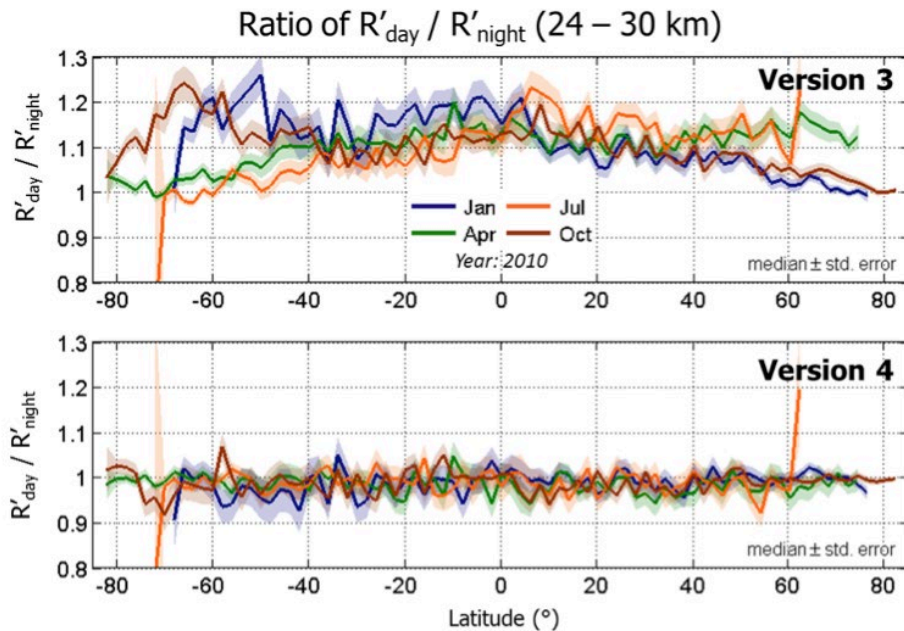 Ratio of R′day / R′night (24 – 30 km)
Version 3
R′day / R′night
1.3
1.2
1.1
1
0.9
0.8
Jan Jul
Apr Oct
Year: 2010
median ± std. error
-80 -60 -40 -20 0 20 40 60 80
Version 4
R′day / R′night
1.3
1.2
1.1
1
0.9
0.8
median ± std. error
-80 -60 -40 -20 0 20 40 60 80
Latitude (°)